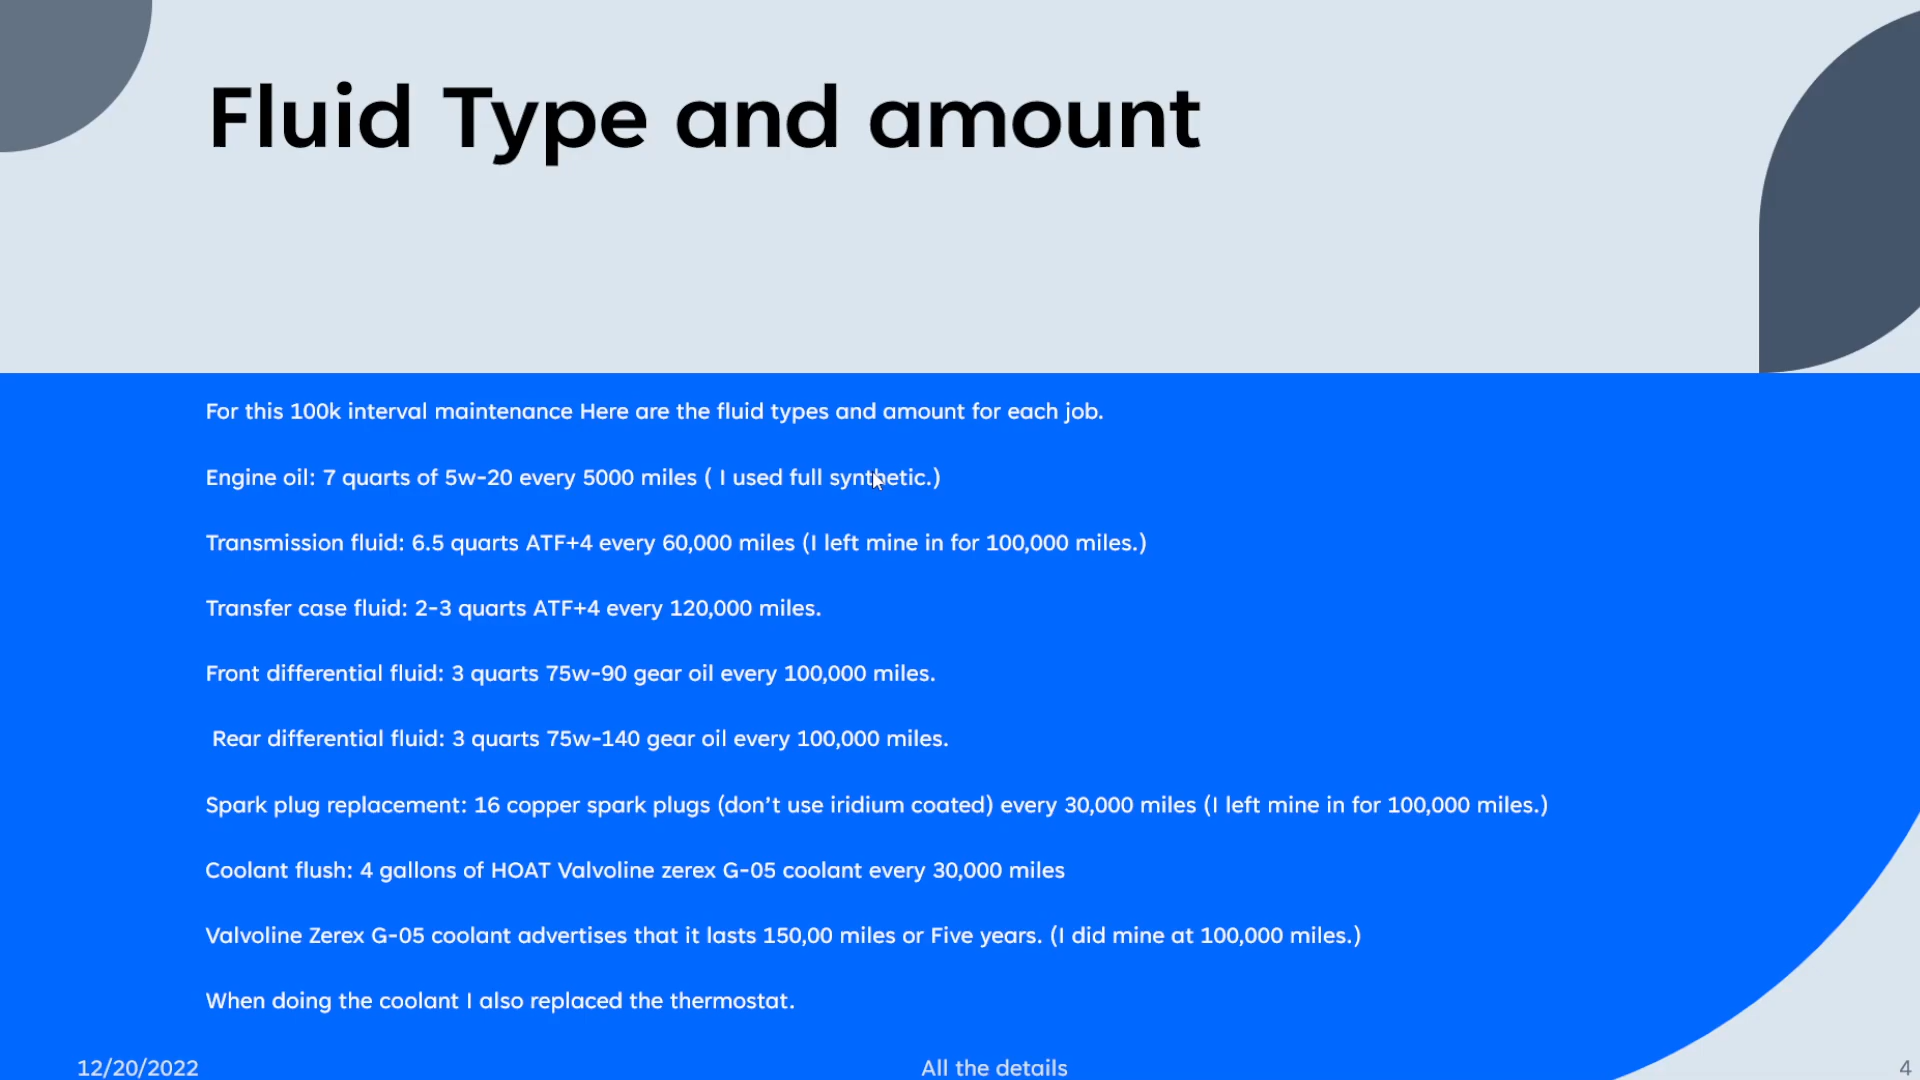 Fluid Type and amount
For this 100k interval maintenance Here are the fluid types and amount for each job.
Engine oil: 7 quarts of 5w-20 every 5000 miles ( I used full synthetic.)
Transmission fluid: 6.5 quarts ATF+4 every 60,000 miles (I left mine in for 100,000 miles.)
Transfer case fluid: 2-3 quarts ATF+4 every 120,000 miles.
Front differential fluid: 3 quarts 75w-90 gear oil every 100,000 miles.
Rear differential fluid: 3 quarts 75w-140 gear oil every 100,000 miles.
Spark plug replacement: 16 copper spark plugs (don’t use iridium coated) every 30,000 miles (I left mine in for 100,000 miles.)
Coolant flush: 4 gallons of HOAT Valvoline zerex G-05 coolant every 30,000 miles
Valvoline Zerex G-05 coolant advertises that it lasts 150,00 miles or Five years. (I did mine at 100,000 miles.)
When doing the coolant I also replaced the thermostat.
12/20/2022
All the details
4